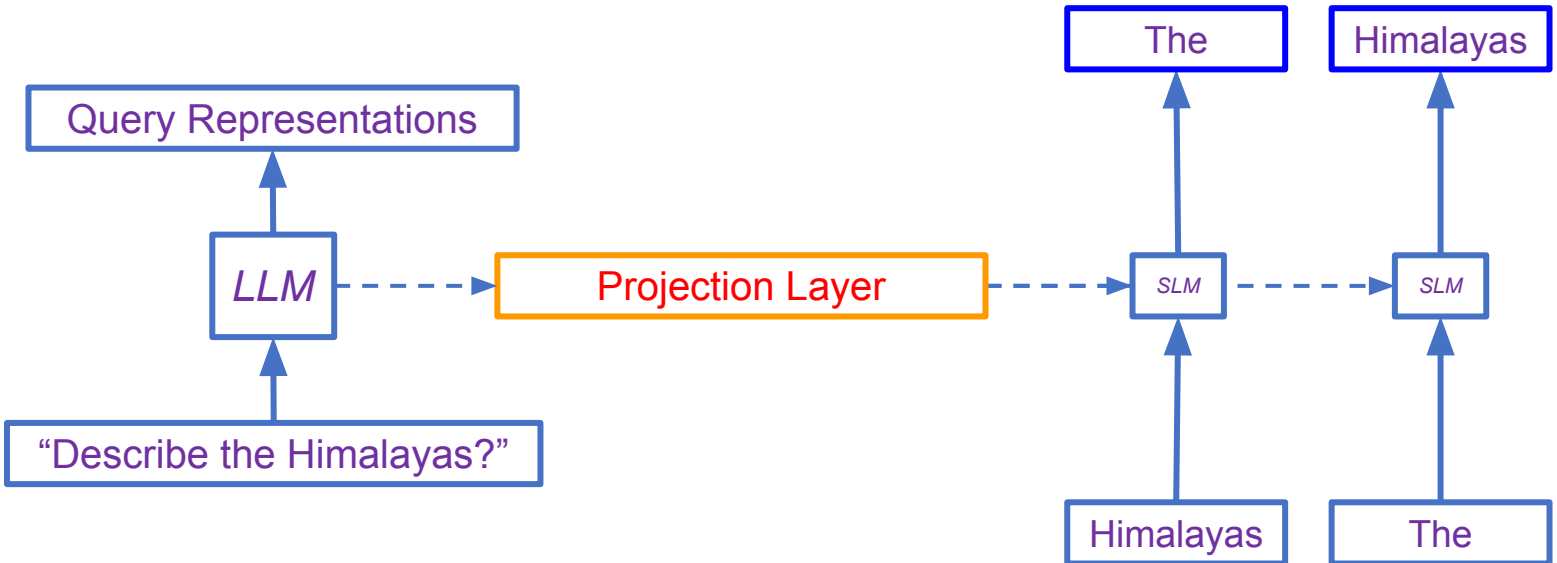 The
Himalayas
Query Representations
LLM
Projection Layer
SLM
SLM
“Describe the Himalayas?”
Himalayas
The